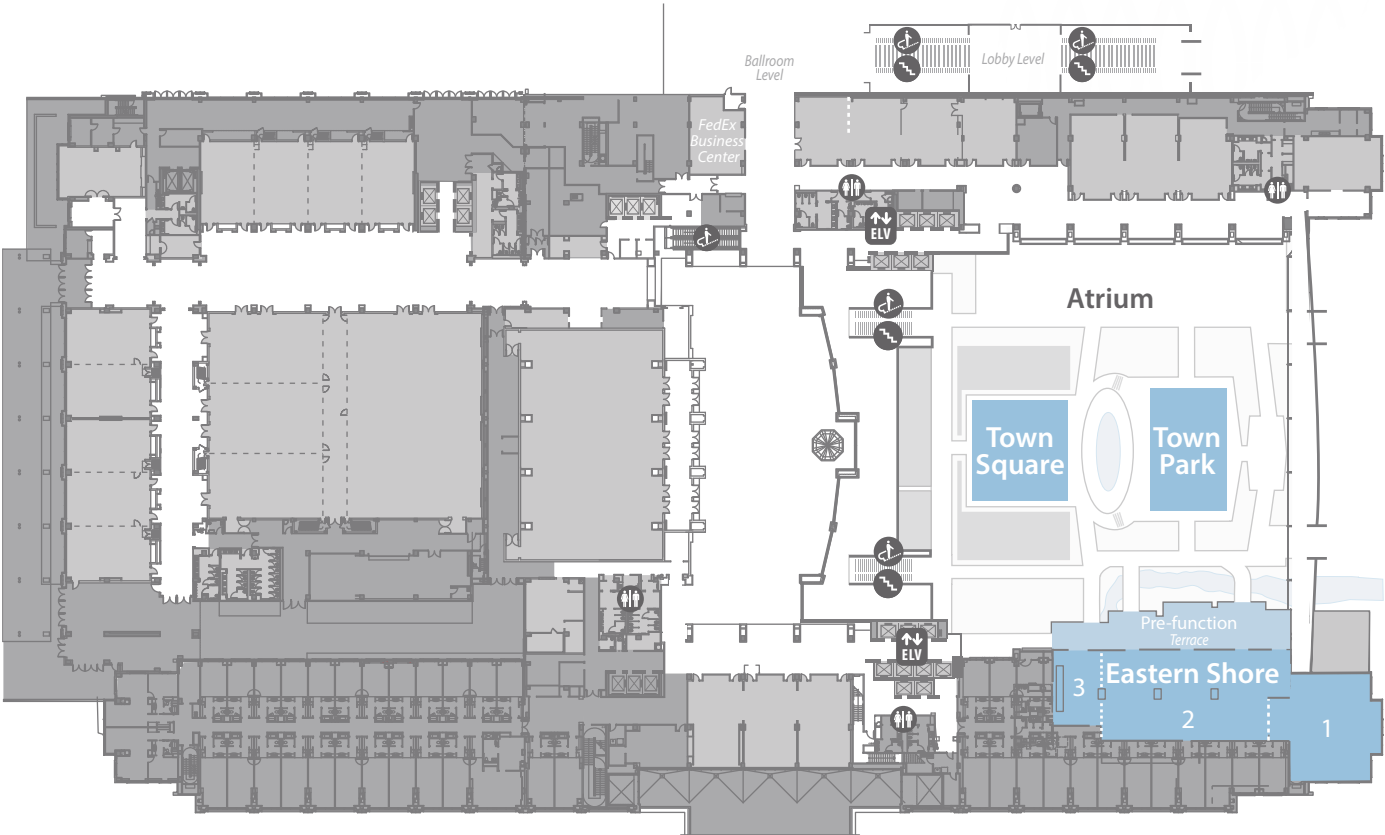 Ballroom
Level
Lobby Level
FedEx
Business
Center
ELV
Atrium
Town
Square
Town
Park
Pre-function
Terrace
ELV
Eastern Shore
3
2
1